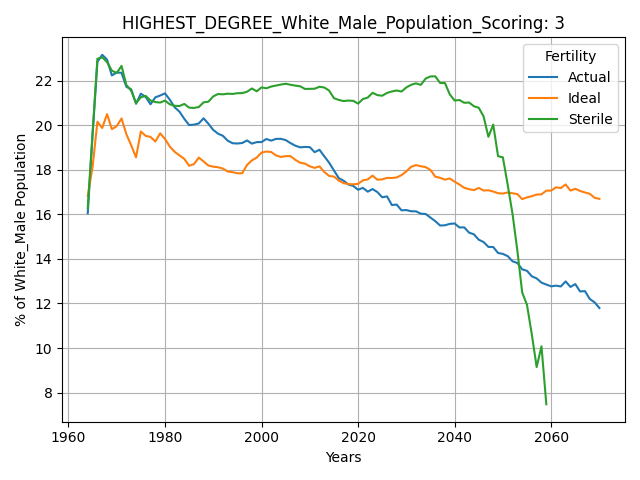 HIGHEST_DEGREE_White_Male_Population_Scoring: 3
Fertility
Actual
Ideal
Sterile
% of White_Male Population
22
20
18
16
14
12
10
8
1960
1980
2000
2020
2040
2060
Years